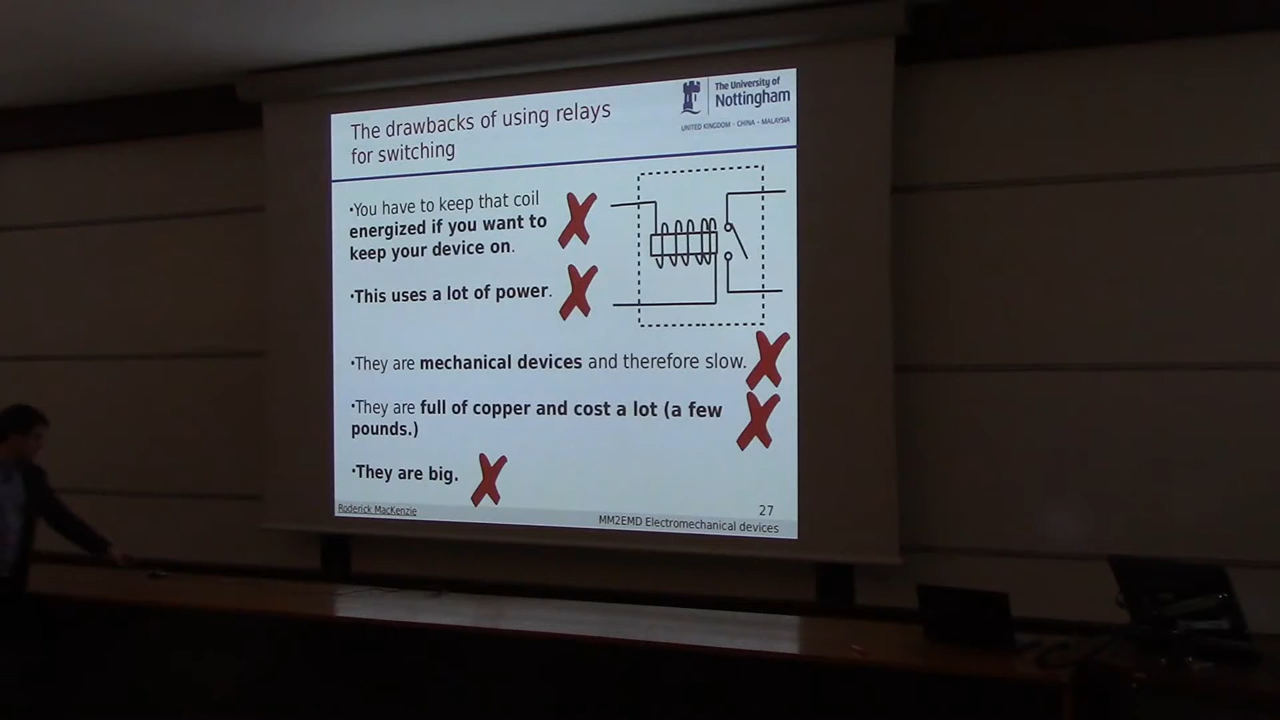 The drawbacks of using relays
for switching
The University of
Nottingham
UNITED KINGDOM · CHINA · MALAYSIA
•You have to keep that coil
energized if you want to
keep your device on.
•This uses a lot of power.
•They are mechanical devices and therefore slow.
•They are full of copper and cost a lot (a few
pounds.)
•They are big.
Roderick MacKenzie
27
MM2EMD Electromechanical devices